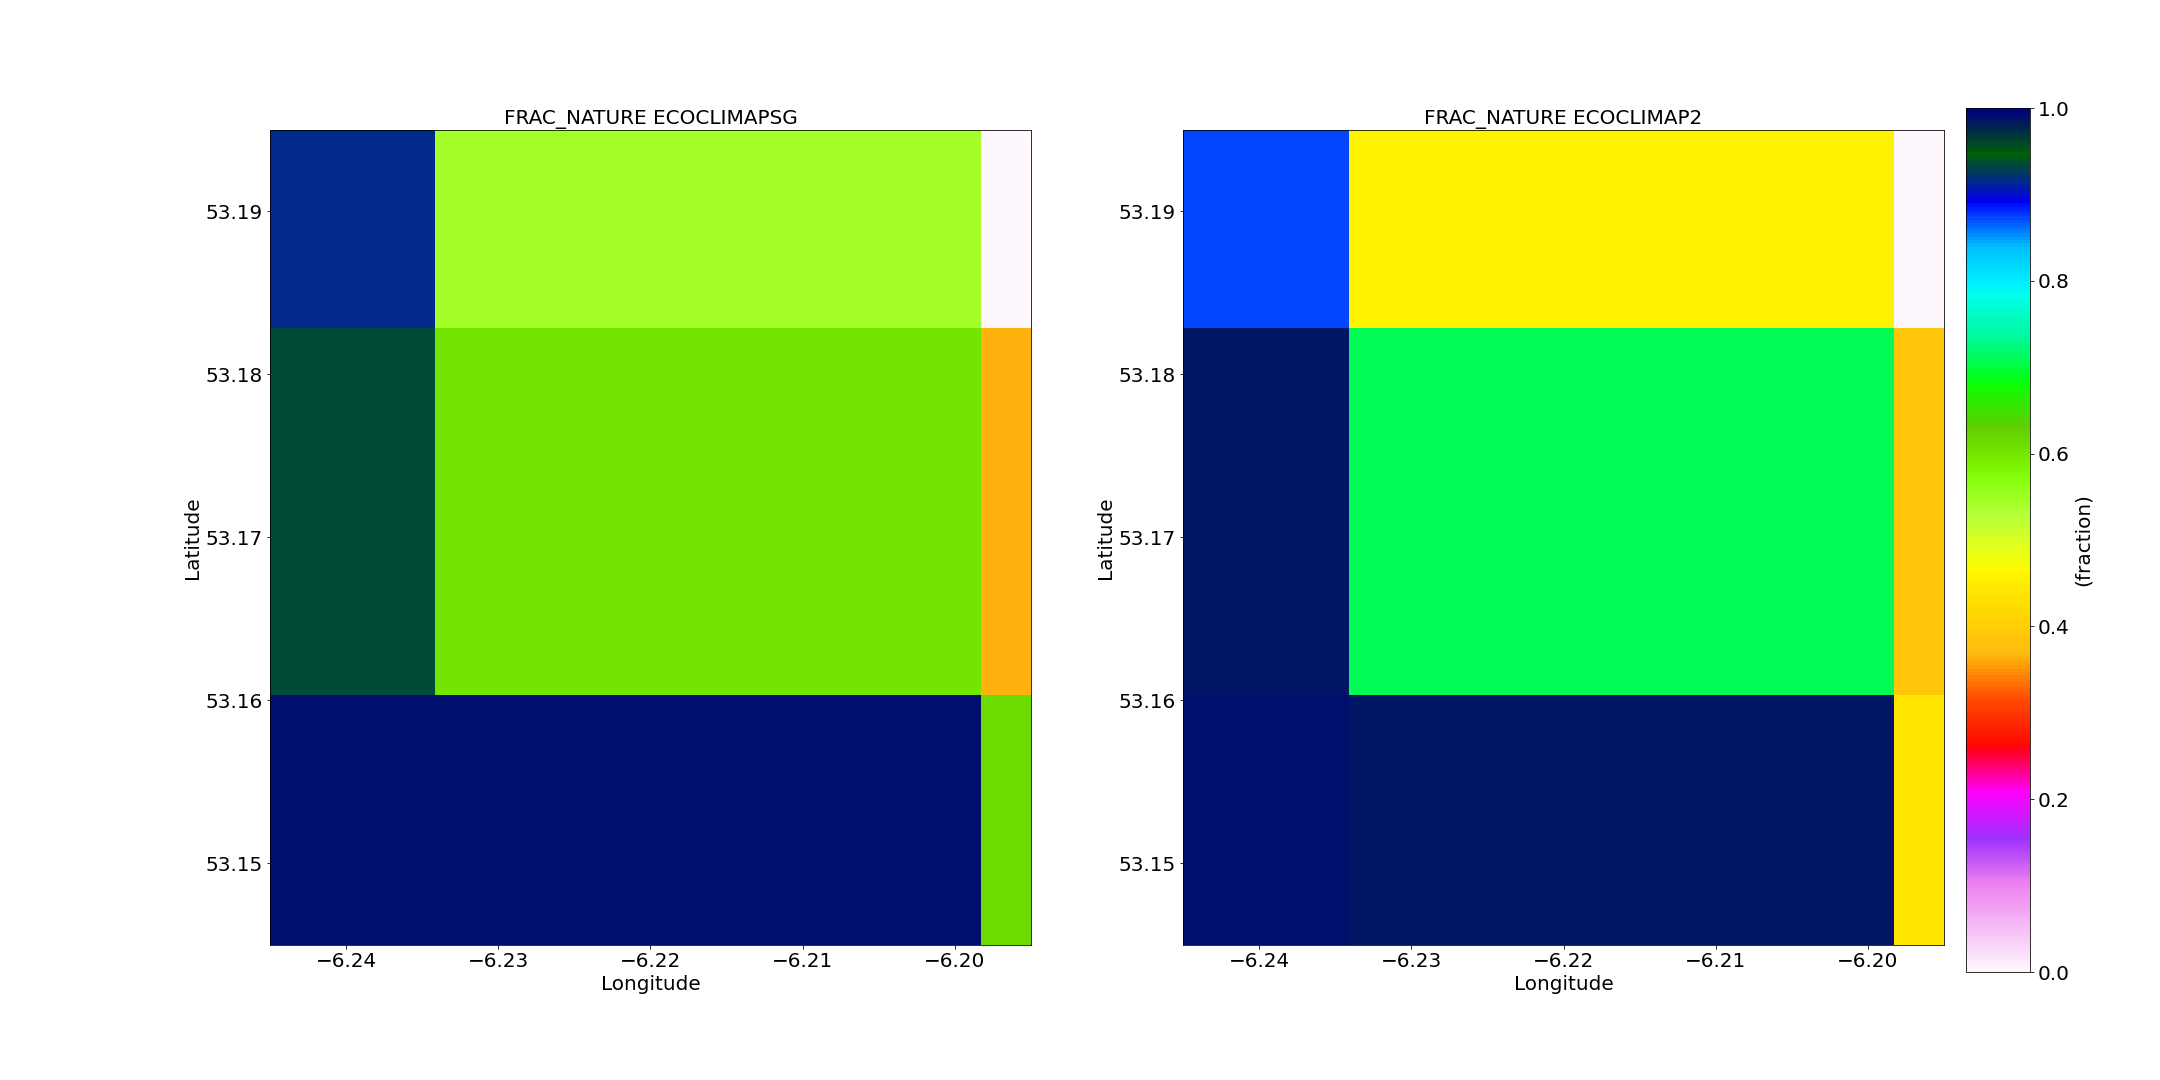 FRAC_NATURE ECOCLIMAPSG
53.19
53.18
53.17
53.16
53.15
Latitude
−6.24 −6.23 −6.22 −6.21 −6.20
Longitude
FRAC_NATURE ECOCLIMAP2
53.19
53.18
53.17
53.16
53.15
Latitude
−6.24 −6.23 −6.22 −6.21 −6.20
Longitude
1.0
0.8
0.6
0.4
0.2
0.0
(fraction)